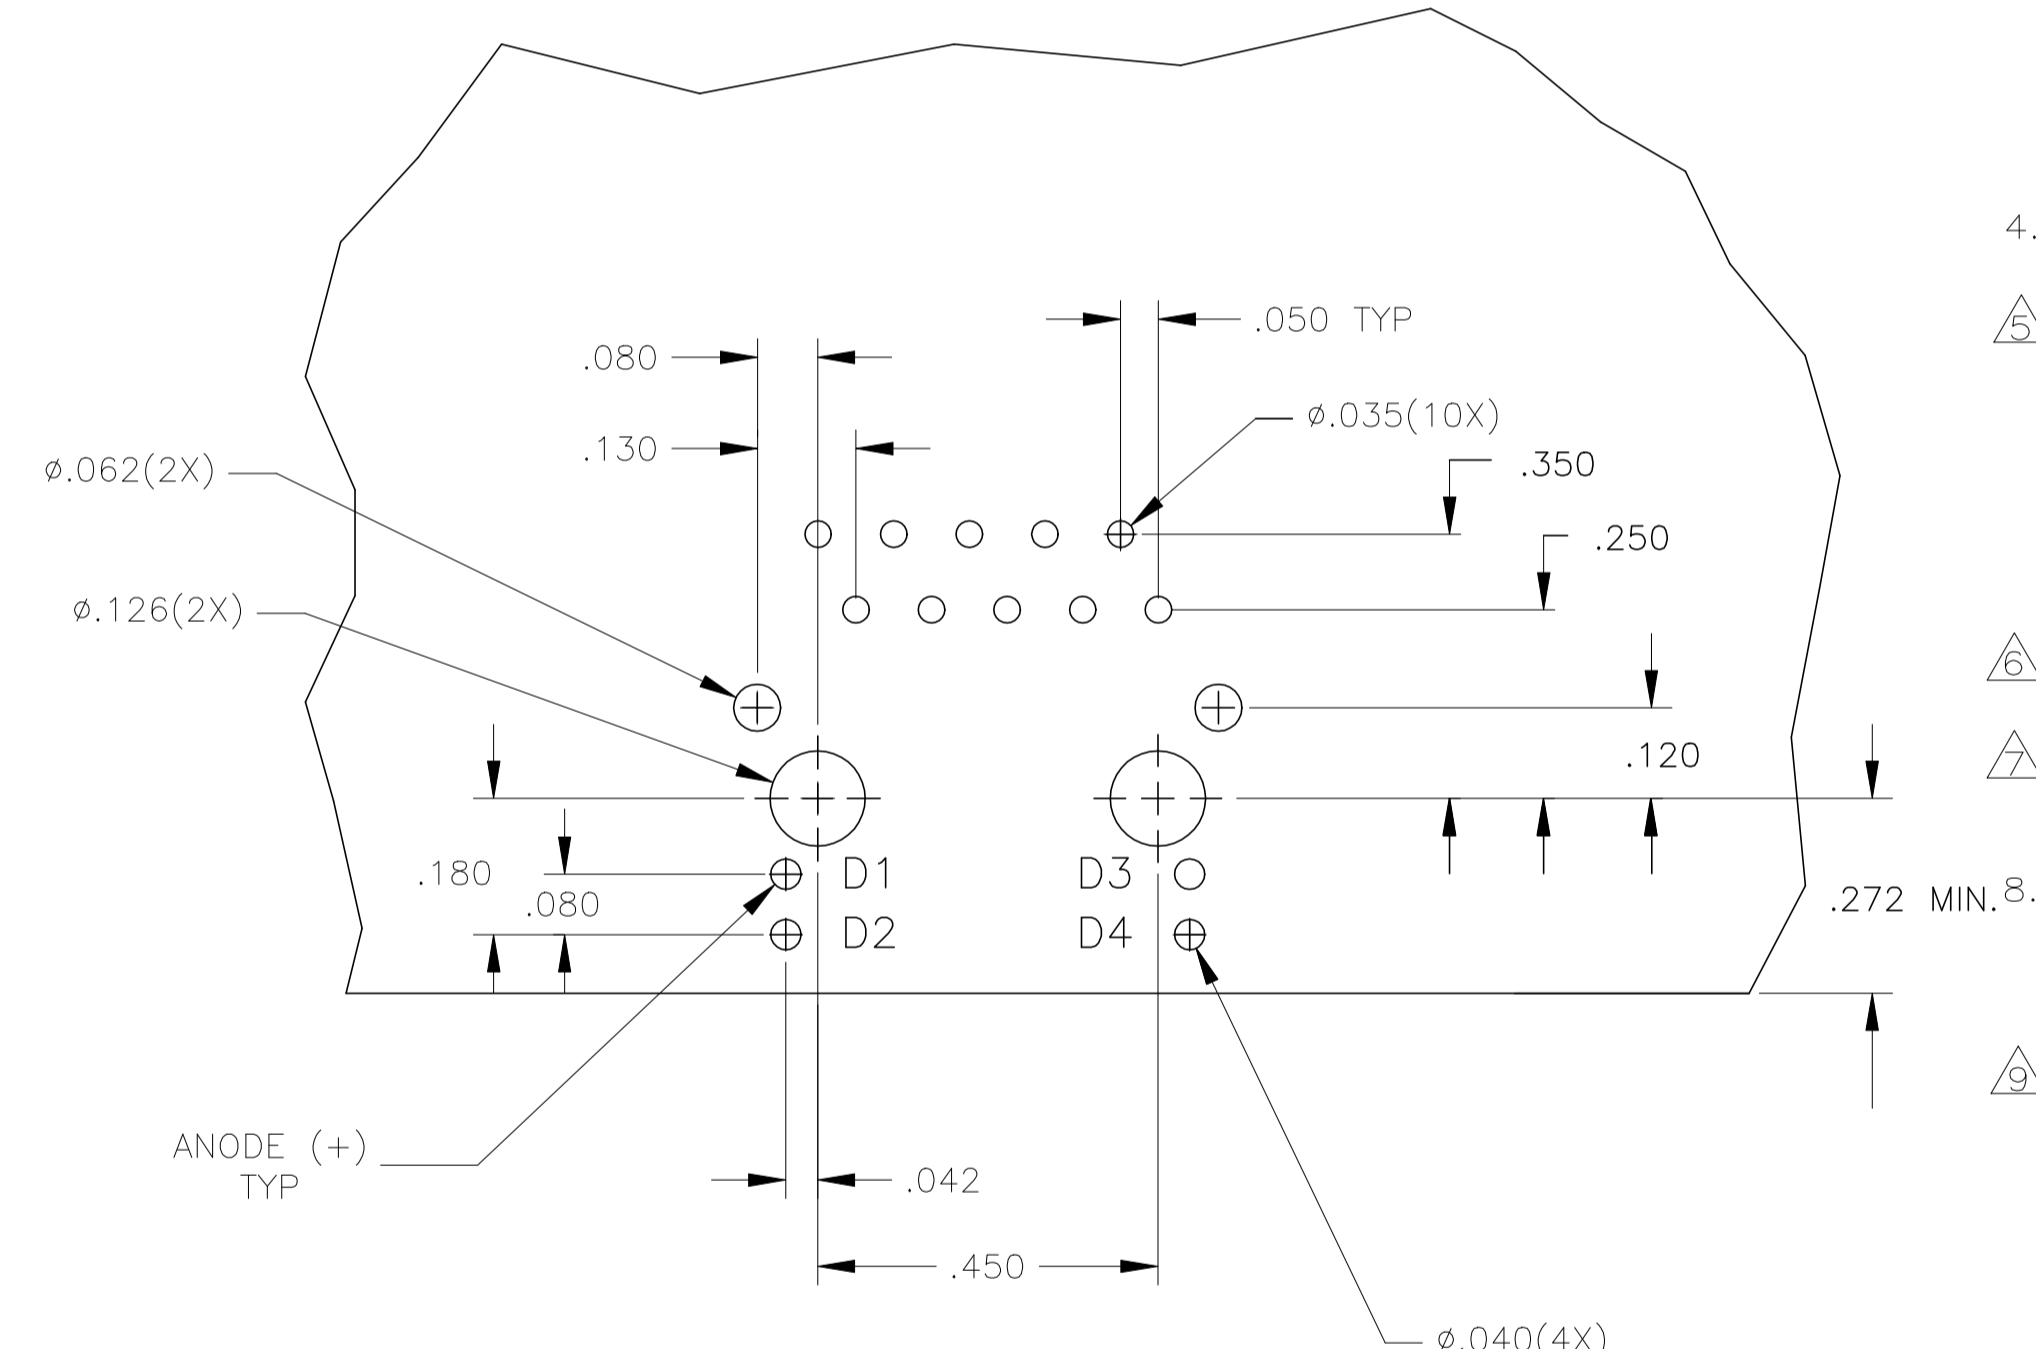 4.
.050 TYP
5
.080
ø.035(10X)
.130
.350
ø.062(2X)
.250
ø.126(2X)
6
.120
7
.180
D1
D3
.272 MIN.
8.
.080
D2
D4
9
ANODE (+)
TYP
.042
.450
ø.040(4X)